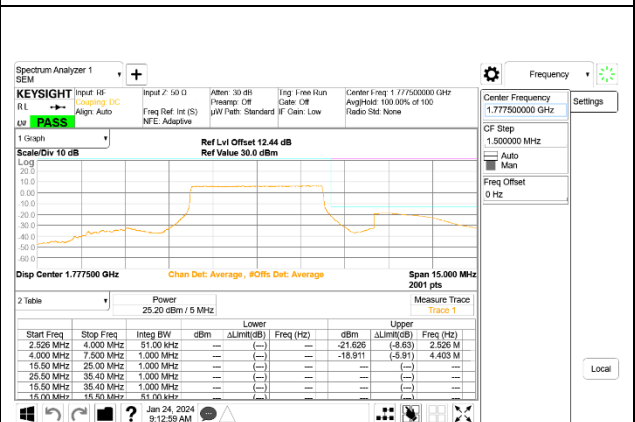 Spectrum Analyzer 1
SEM
+
Frequency
KEYSIGHT Input: RF Input Z: 50 Ω Atten: 30 dB Trig: Free Run Center Freq: 1.777500000 GHz
RL Coupling: DC Preamp: Off Gate: Off Avg|Hold: 100.00% of 100
Align: Auto Freq Ref: Int (S) µW Path: Standard IF Gain: Low Radio Std: None
PASS NFE: Adaptive
Center Frequency
1.777500000 GHz
Settings
CF Step
1.500000 MHz
Auto
Man
Freq Offset
0 Hz
1 Graph
Ref Lvl Offset 12.44 dB
Scale/Div 10 dB Ref Value 30.0 dBm
Log
20.0
10.0
0.00
-10.0
-20.0
-30.0
-40.0
-50.0
-60.0
Disp Center 1.777500 GHz Chan Det: Average , #Offs Det: Average Span 15.000 MHz
2001 pts
2 Table Power Measure Trace
25.20 dBm / 5 MHz Trace 1
Lower Upper
Start Freq Stop Freq Integ BW dBm ΔLimit(dB) Freq (Hz) dBm ΔLimit(dB) Freq (Hz)
2.526 MHz 4.000 MHz 51.00 kHz --- (---) --- -21.626 (-8.63) 2.526 M
4.000 MHz 7.500 MHz 1.000 MHz --- (---) --- -18.911 (-5.91) 4.403 M
15.50 MHz 25.00 MHz 1.000 MHz --- (---) --- --- (---) ---
25.50 MHz 35.40 MHz 1.000 MHz --- (---) --- --- (---) ---
15.50 MHz 35.40 MHz 1.000 MHz --- (---) --- --- (---) ---
15.00 MHz 15.50 MHz 51.00 kHz --- (---) --- --- (---) ---
Local
? Jan 24, 2024
9:12:59 AM